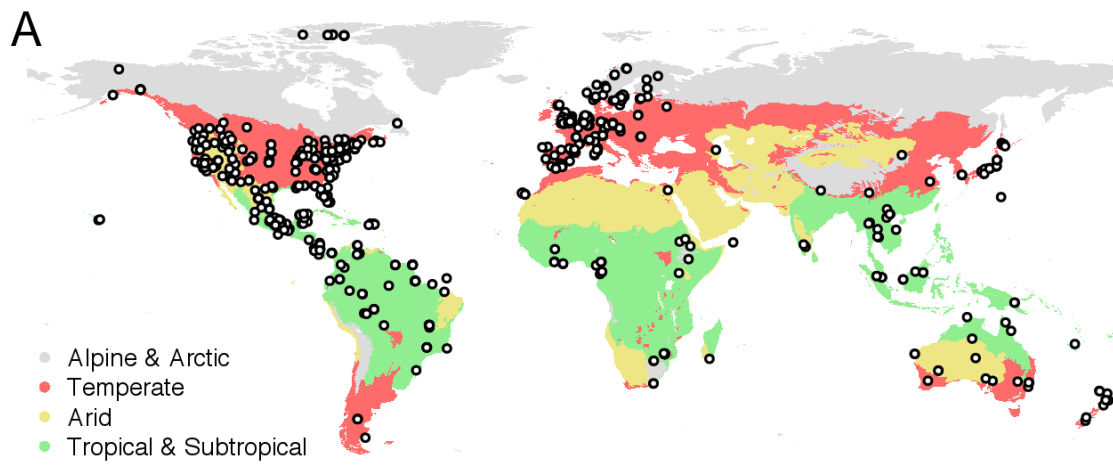 A
Alpine & Arctic
Temperate
Arid
Tropical & Subtropical